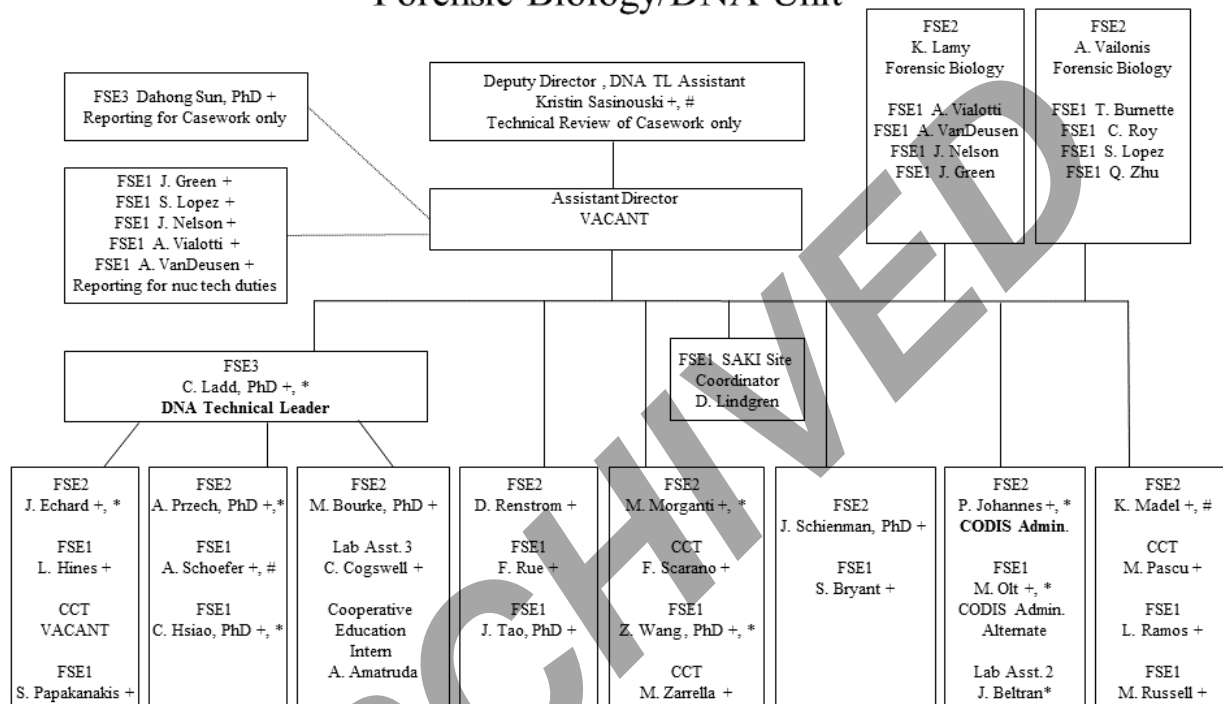 Forensic Biology/DNA Unit
FSE3 Dahong Sun, PhD +
Reporting for Casework only
Deputy Director , DNA TL Assistant
Kristin Sasinouski +, #
Technical Review of Casework only
FSE2
K. Lamy
Forensic Biology
FSE1 A. Vialotti
FSE1 A. VanDeusen
FSE1 J. Nelson
FSE1 J. Green
FSE2
A. Vailonis
Forensic Biology
FSE1 T. Burnette
FSE1 C. Roy
FSE1 S. Lopez
FSE1 Q. Zhu
FSE1 J. Green +
FSE1 S. Lopez +
FSE1 J. Nelson +
FSE1 A. Vialotti +
FSE1 A. VanDeusen +
Reporting for nuc tech duties
Assistant Director
VACANT
FSE3
C. Ladd, PhD +, *
DNA Technical Leader
FSE1 SAKI Site
Coordinator
D. Lindgren
FSE2
J. Echard +, *
FSE1
L. Hines +
CCT
VACANT
FSE1
S. Papakanakis +
FSE2
A. Przech, PhD +,*
FSE1
A. Schoefer +, #
FSE1
C. Hsiao, PhD +, *
FSE2
M. Bourke, PhD +
Lab Asst. 3
C. Cogswell +
Cooperative
Education
Intern
A. Amatruda
FSE2
D. Renstrom +
FSE1
F. Rue +
FSE1
J. Tao, PhD +
FSE2
M. Morganti +, *
CCT
F. Scarano +
FSE1
Z. Wang, PhD +, *
CCT
M. Zarrella +
FSE2
J. Schienman, PhD +
FSE1
S. Bryant +
FSE2
P. Johannes +, *
CODIS Admin.
FSE1
M. Olt +, *
CODIS Admin.
Alternate
Lab Asst. 2
J. Beltran*
FSE2
K. Madel +, #
CCT
M. Pascu +
FSE1
L. Ramos +
FSE1
M. Russell +
ARCHIVED